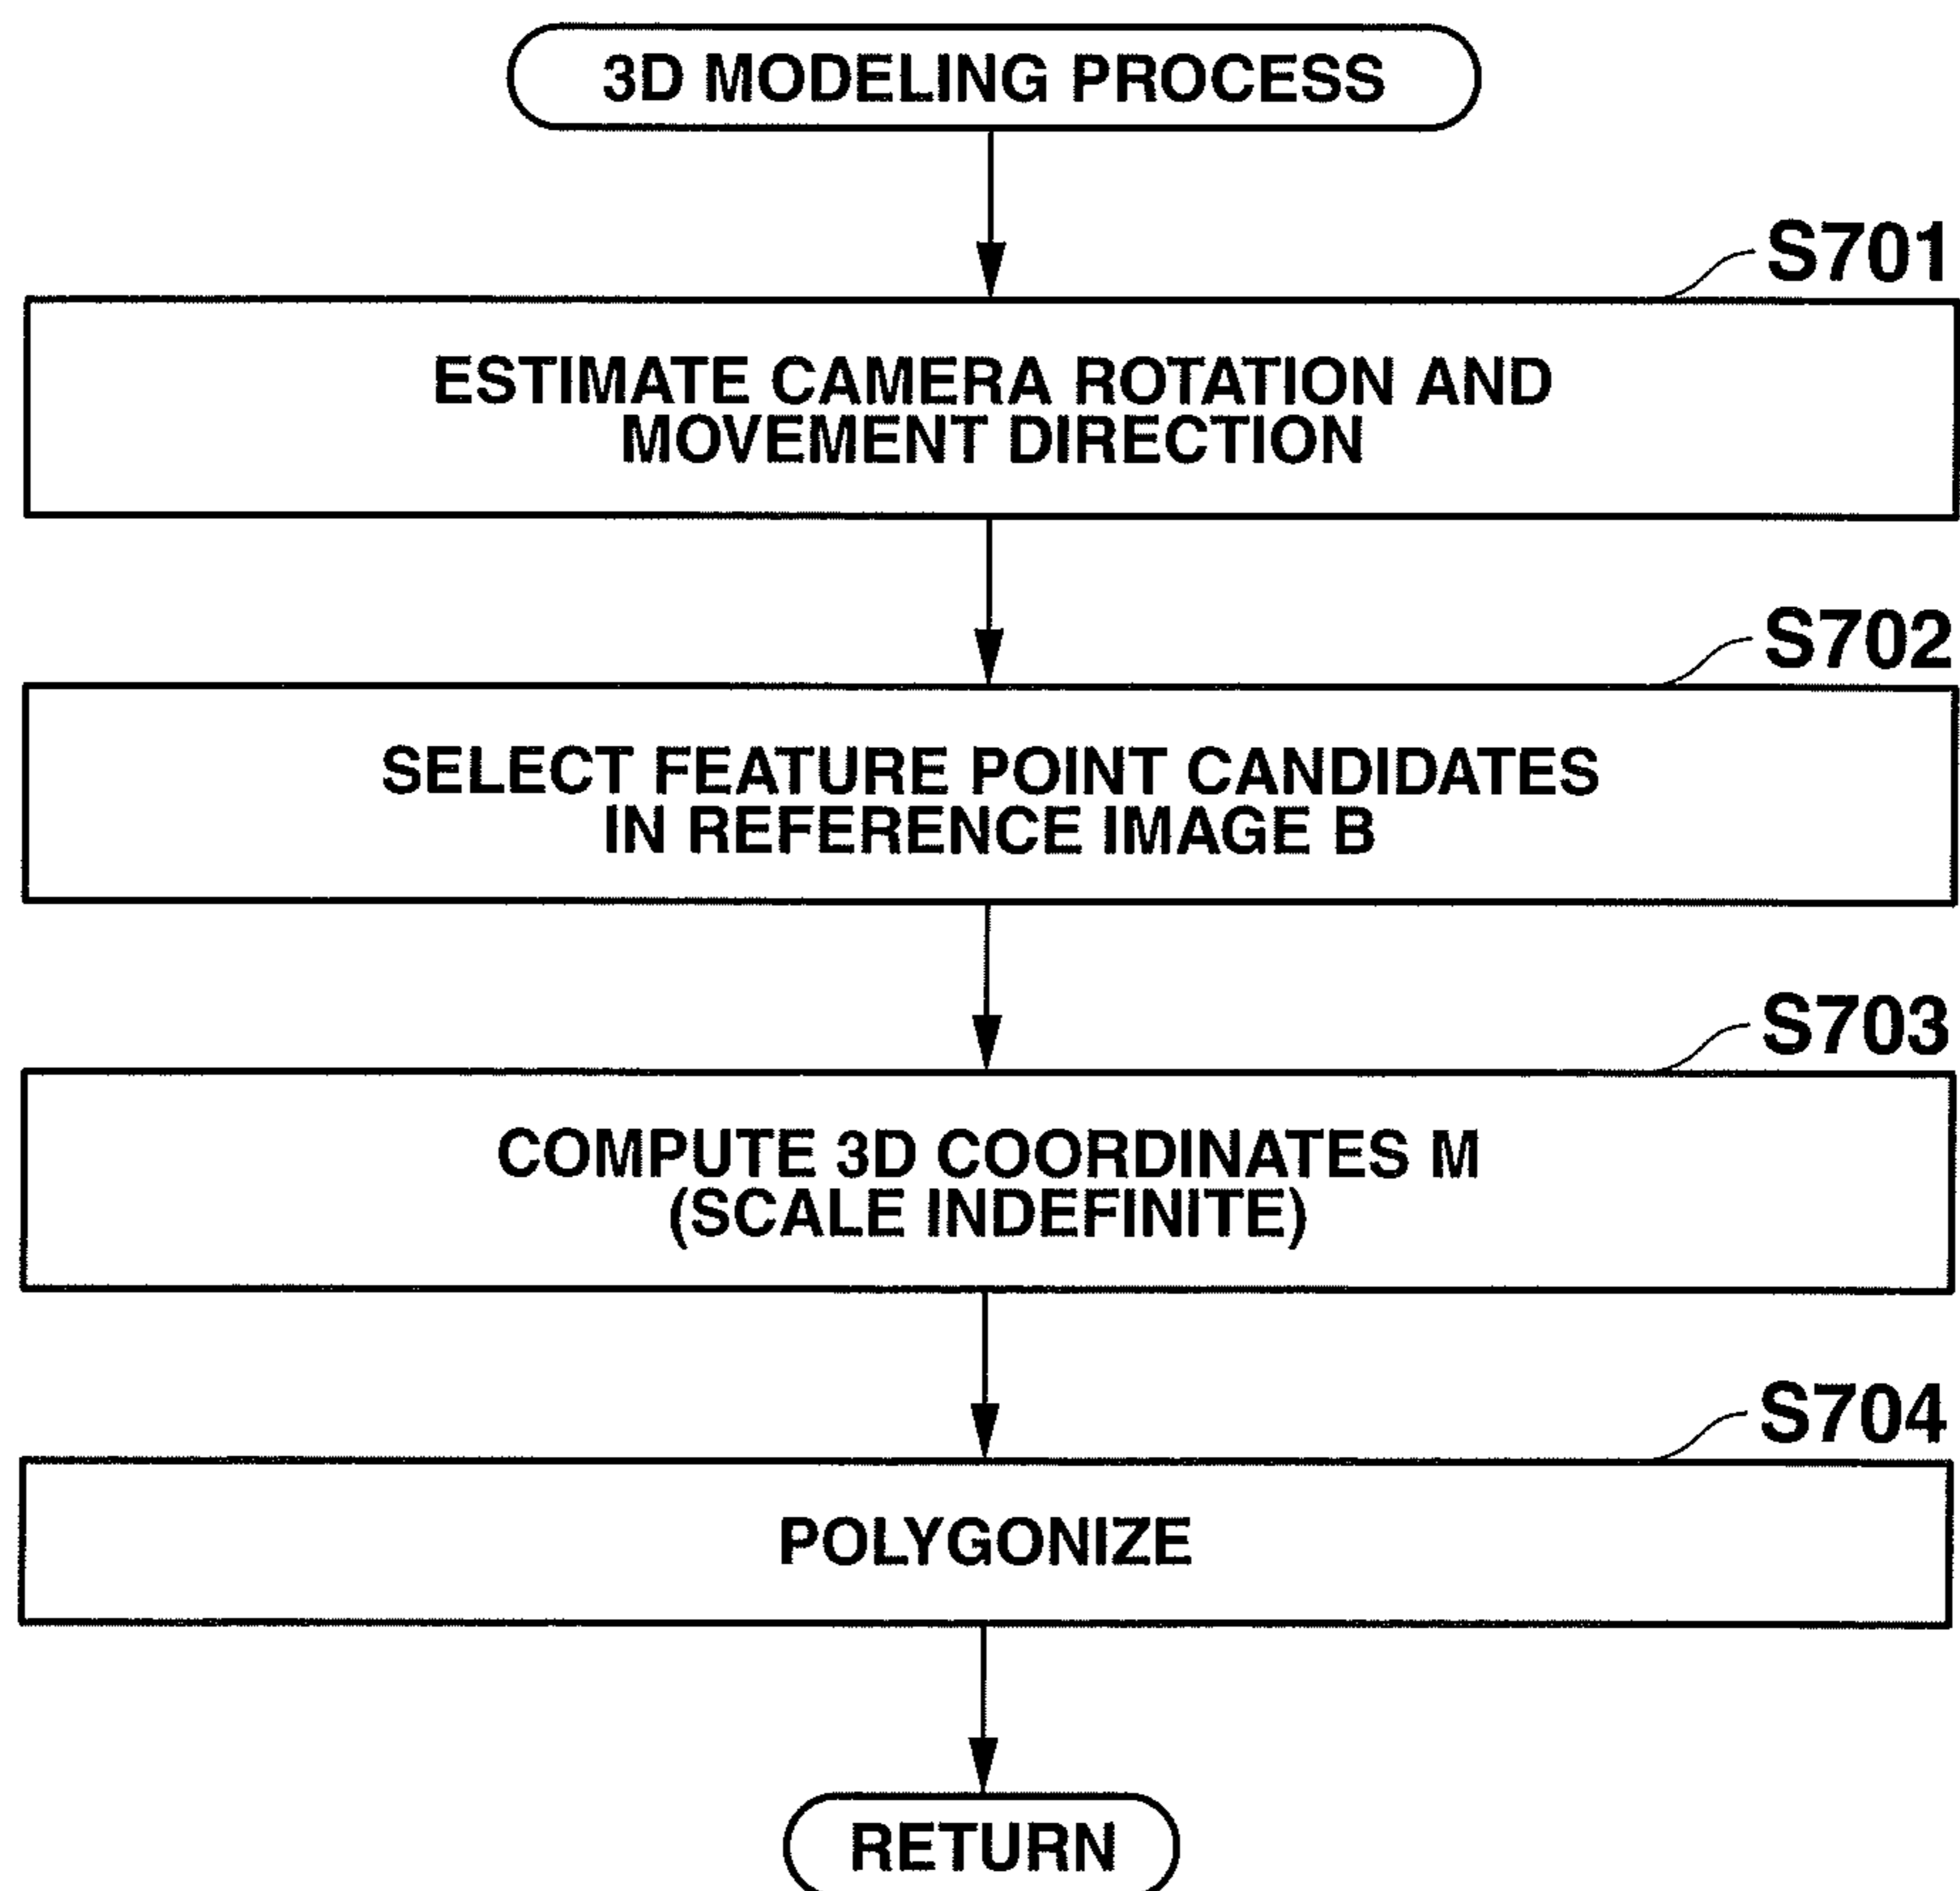 3D MODELING PROCESS
S701
ESTIMATE CAMERA ROTATION AND
MOVEMENT DIRECTION
S702
SELECT FEATURE POINT CANDIDATES
IN REFERENCE IMAGE B
S703
COMPUTE 3D COORDINATES M
(SCALE INDEFINITE)
S704
POLYGONIZE
RETURN